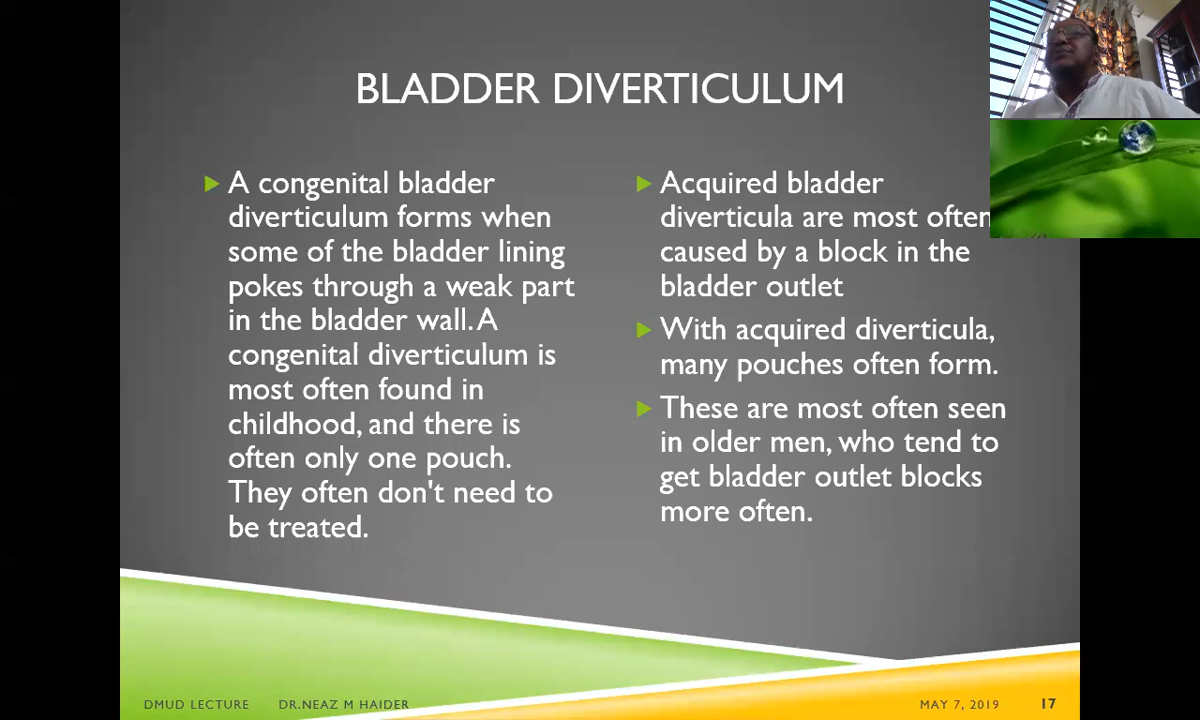 BLADDER DIVERTICULUM
A congenital bladder
diverticulum forms when
some of the bladder lining
pokes through a weak part
in the bladder wall. A
congenital diverticulum is
most often found in
childhood, and there is
often only one pouch.
They often don't need to
be treated.
Acquired bladder
diverticula are most often
caused by a block in the
bladder outlet
With acquired diverticula,
many pouches often form.
These are most often seen
in older men, who tend to
get bladder outlet blocks
more often.
DMUD LECTURE DR.NEAZ M HAIDER
MAY 7, 2019 17